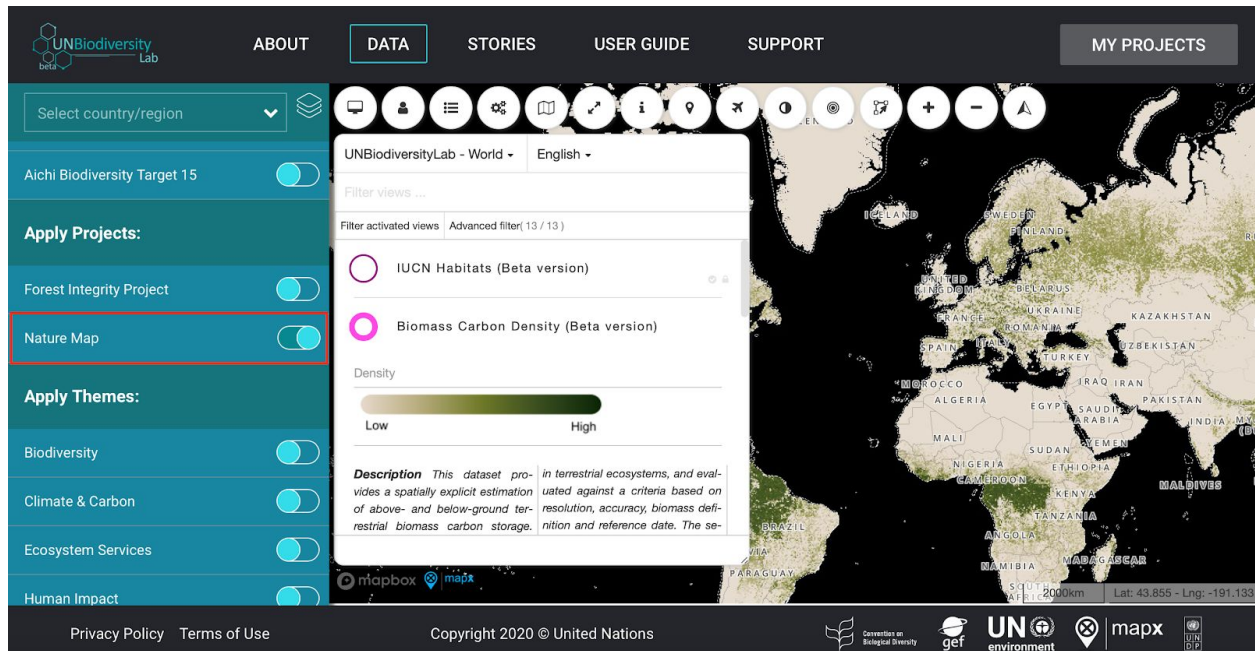 UNBiodiversity
Lab
beta
ABOUT
DATA
STORIES
USER GUIDE
SUPPORT
MY PROJECTS
Select country/region
Aichi Biodiversity Target 15
Apply Projects:
Forest Integrity Project
Nature Map
Apply Themes:
Biodiversity
Climate & Carbon
Ecosystem Services
Human Impact
UNBiodiversityLab - World
English
Filter views ...
Filter activated views
Advanced filter( 13 / 13 )
IUCN Habitats (Beta version)
Biomass Carbon Density (Beta version)
Density
Low
High
Description This dataset pro-
vides a spatially explicit estimation
of above- and below-ground ter-
restrial biomass carbon storage.
in terrestrial ecosystems, and eval-
uated against a criteria based on
resolution, accuracy, biomass defi-
nition and reference date. The se-
ICELAND
SWEDEN
FINLAND
UNITED
KINGDOM
BELARUS
UKRAINE
FRANCE
ROMANIA
KAZAKHSTAN
SPAIN
ITALY
UZBEKISTAN
TURKEY
MOROCCO
IRAQ
IRAN
ALGERIA
EGYPT
PAKISTAN
SAUDI
ARABIA
INDIA
MALI
SUDAN
YEMEN
NIGERIA
ETHIOPIA
CAMEROON
KENYA
MALDIVES
TANZANIA
BRAZIL
ANGOLA
NAMIBIA
MADAGASCAR
PARAGUAY
SOUTH
AFRICA
mapbox
mapx
2000km
Lat: 43.855 - Lng: -191.133
Privacy Policy
Terms of Use
Copyright 2020 © United Nations
Convention on
Biological Diversity
gef
UN
environment
mapx
UN
DP